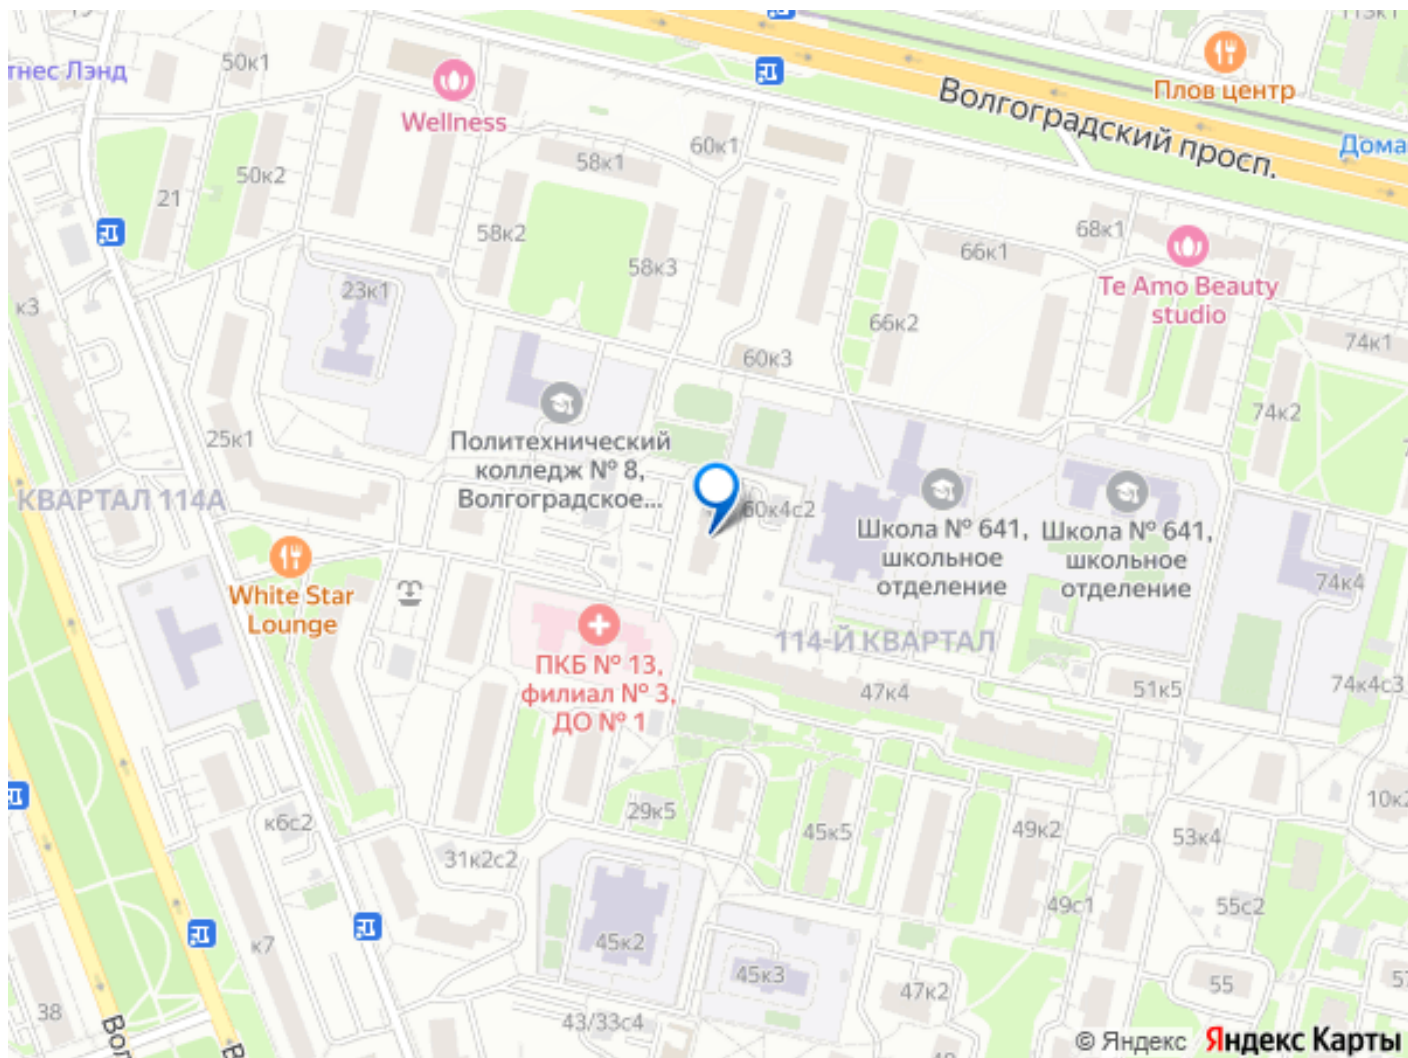 113к1
50к1
тнес Лэнд
Wellness
Плов центр
Волгоградский просп.
Дома
60к1
58к1
50к2
21
58к2
68к1
66к1
58к3
Te Amo Beauty
studio
23к1
к3
66к2
74к1
60к3
74к2
25к1
Политехнический
колледж № 8,
Волгоградское...
КВАРТАЛ 114А
60к4с2
Школа № 641,
школьное
отделение
Школа № 641,
школьное
отделение
74к4
White Star
Lounge
114-Й КВАРТАЛ
ПКБ № 13,
филиал № 3,
ДО № 1
47к4
51к5
74к4с3
10к2
29к5
к6с2
45к5
49к2
53к4
31к2с2
49с1
55с2
к7
45к2
45к3
47к2
55
57
38
43/33с4
Вол
© Яндекс Яндекс Карты